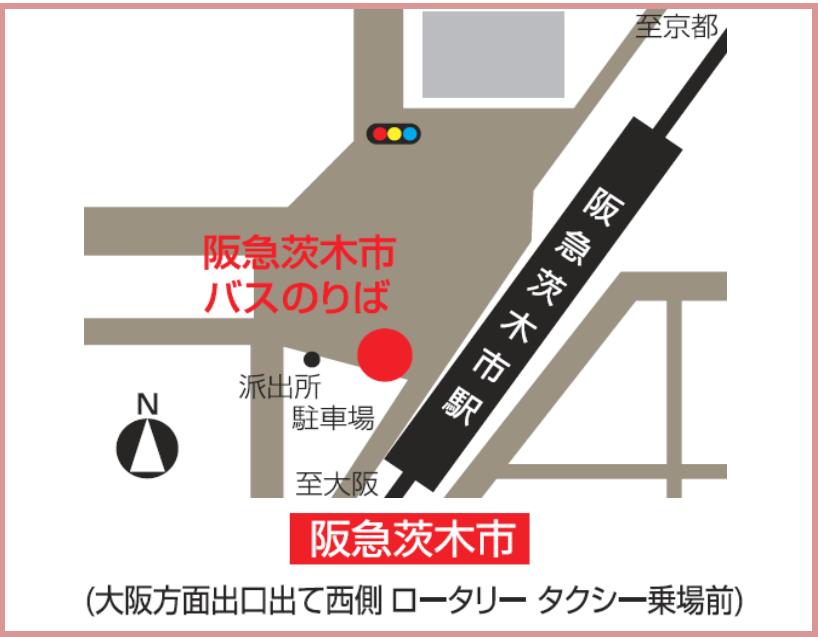 至京都
阪急茨木市
バスのりば
阪急茨木市駅
派出所
駐車場
N
至大阪
阪急茨木市
(大阪方面出口出て西側 ロータリー タクシー乗場前)